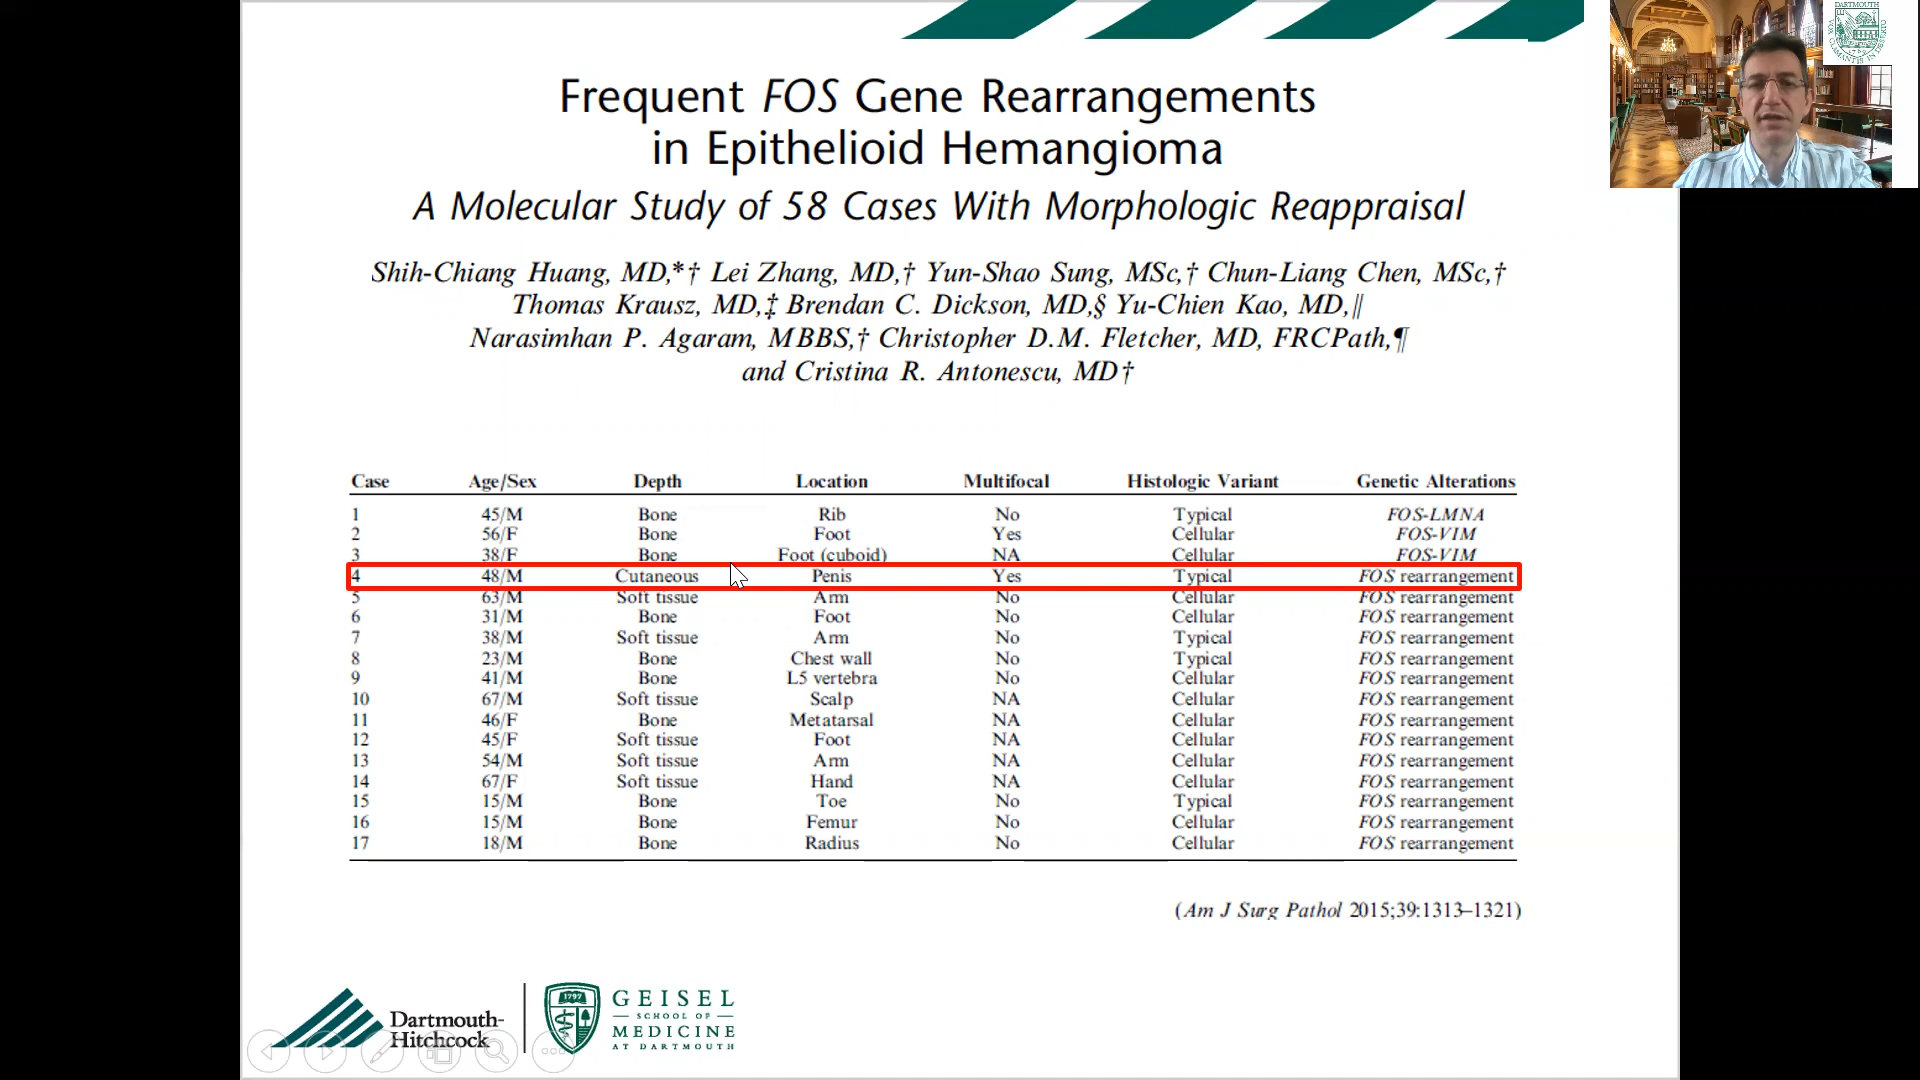 Frequent FOS Gene Rearrangements
in Epithelioid Hemangioma
A Molecular Study of 58 Cases With Morphologic Reappraisal
Shih-Chiang Huang, MD,*† Lei Zhang, MD,† Yun-Shao Sung, MSc,† Chun-Liang Chen, MSc,†
Thomas Krausz, MD,‡ Brendan C. Dickson, MD,§ Yu-Chien Kao, MD,∥
Narasimhan P. Agaram, MBBS,† Christopher D.M. Fletcher, MD, FRCPath,¶
and Cristina R. Antonescu, MD†
Case Age/Sex Depth Location Multifocal Histologic Variant Genetic Alterations
1 45/M Bone Rib No Typical FOS-LMNA
2 56/F Bone Foot Yes Cellular FOS-VIM
3 38/F Bone Foot (cuboid) NA Cellular FOS-VIM
4 48/M Cutaneous Penis Yes Typical FOS rearrangement
5 63/M Soft tissue Arm No Cellular FOS rearrangement
6 31/M Bone Foot No Cellular FOS rearrangement
7 38/M Soft tissue Arm No Typical FOS rearrangement
8 23/M Bone Chest wall No Typical FOS rearrangement
9 41/M Bone L5 vertebra No Cellular FOS rearrangement
10 67/M Soft tissue Scalp NA Cellular FOS rearrangement
11 46/F Bone Metatarsal NA Cellular FOS rearrangement
12 45/F Soft tissue Foot NA Cellular FOS rearrangement
13 54/M Soft tissue Arm NA Cellular FOS rearrangement
14 67/F Soft tissue Hand NA Cellular FOS rearrangement
15 15/M Bone Toe No Typical FOS rearrangement
16 15/M Bone Femur No Cellular FOS rearrangement
17 18/M Bone Radius No Cellular FOS rearrangement
(Am J Surg Pathol 2015;39:1313–1321)
Dartmouth-
Hitchcock
1797
GEISEL
SCHOOL OF
MEDICINE
AT DARTMOUTH
DARTMOUTH